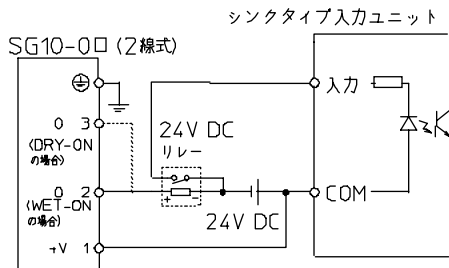 シンクタイプ入力ユニット
SG10-0□(2線式)
入力
0 3
(DRY-ON
の場合)
24V DC
リレー
0 2
(WET-ON
の場合)
+ -
COM
24V DC
+V 1